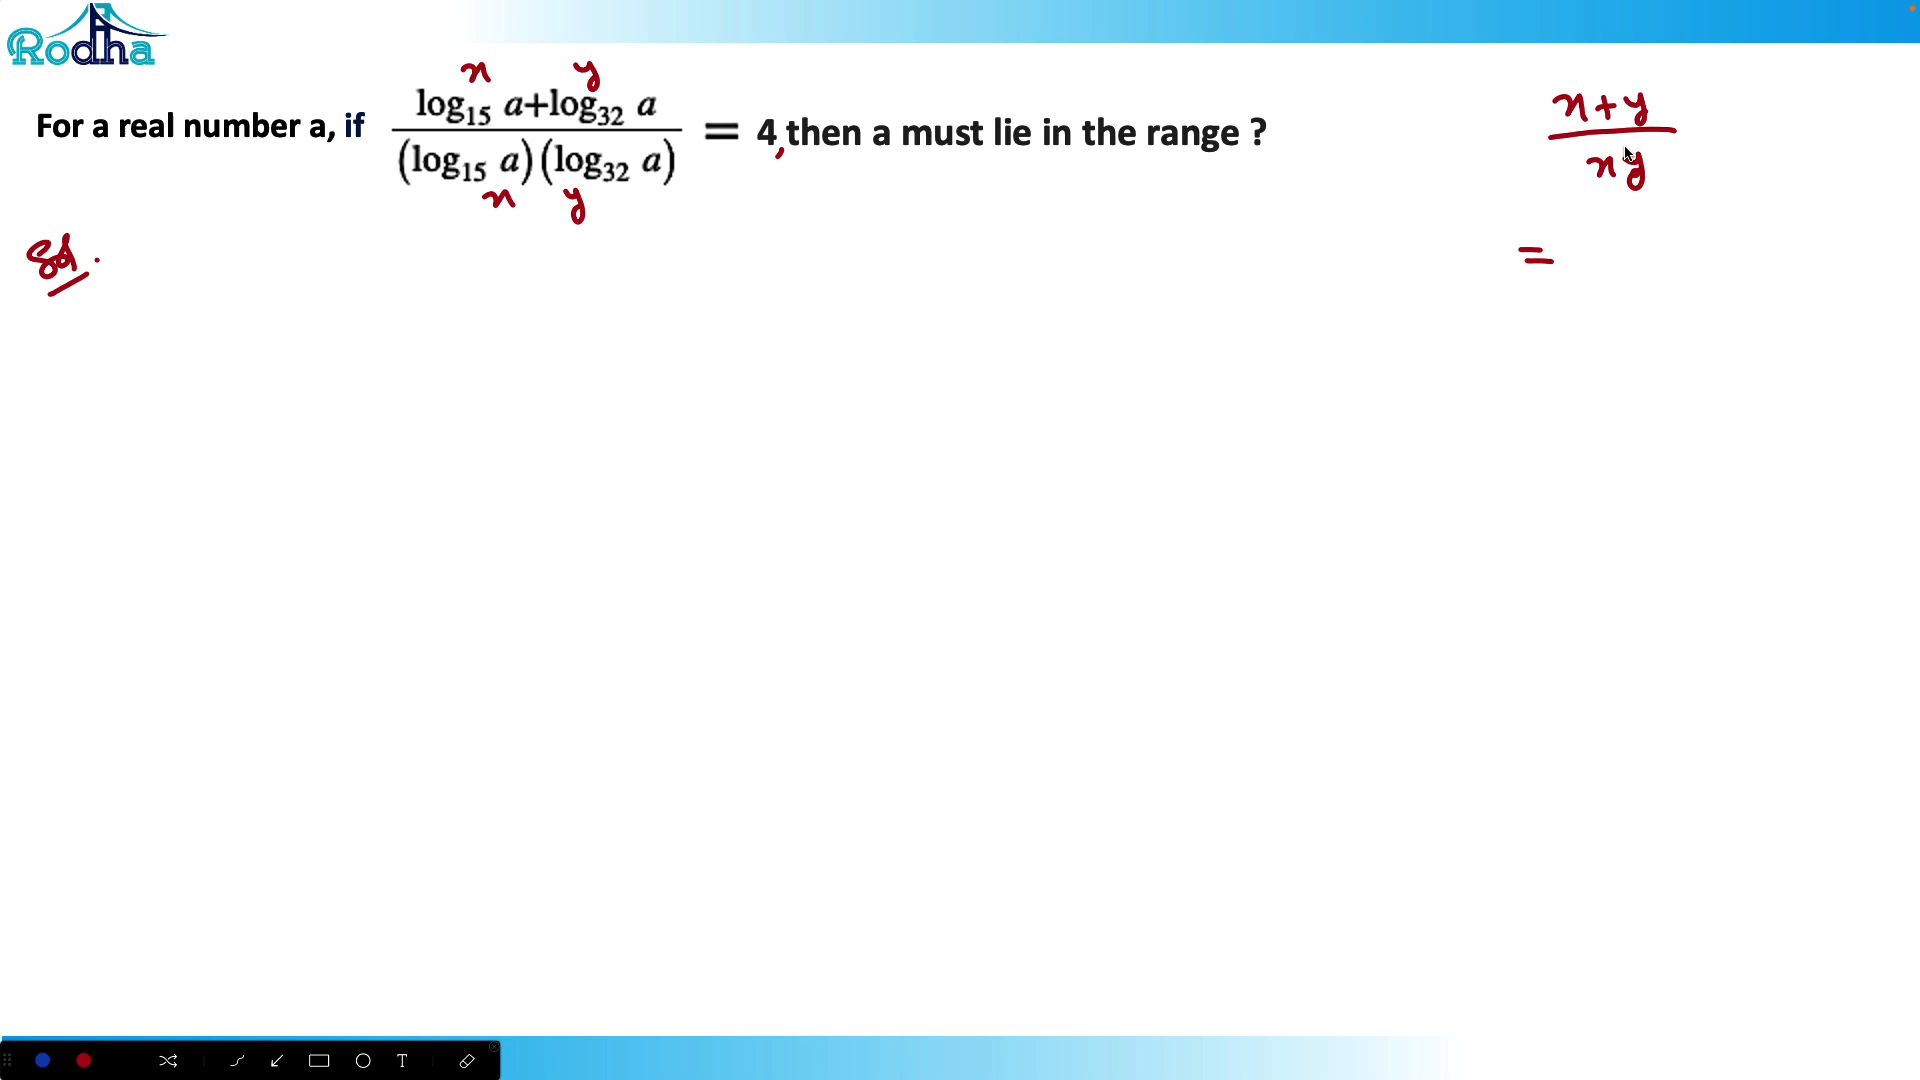 Rodha
x y
For a real number a, if (log₁₅ a+log₃₂ a)/((log₁₅ a)(log₃₂ a)) = 4, then a must lie in the range ?
x y
x+y
xy
Sol.
=
T